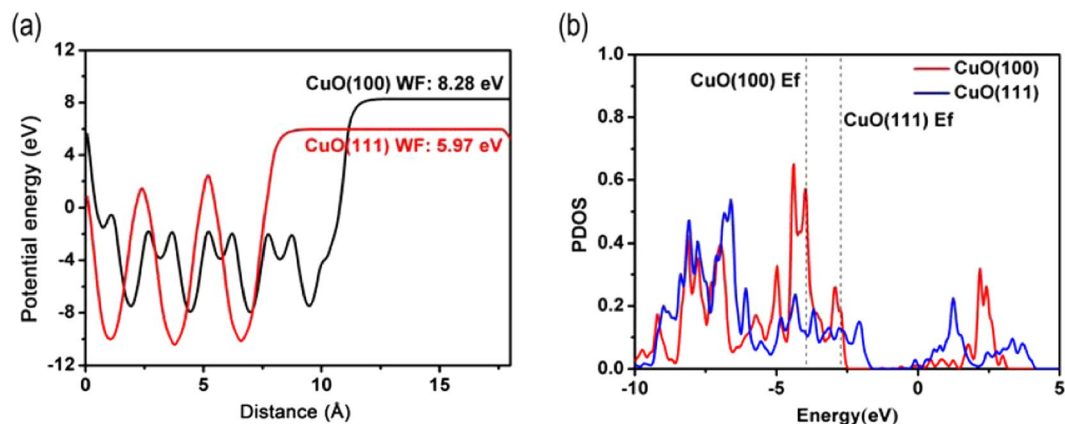 (a)
12
8
4
0
-4
-8
-12
Potential energy (eV)
CuO(100) WF: 8.28 eV
CuO(111) WF: 5.97 eV
0 5 10 15
Distance (Å)
(b)
1.0
0.8
0.6
0.4
0.2
0.0
PDOS
CuO(100) Ef
CuO(100)
CuO(111)
CuO(111) Ef
-10 -5 0 5
Energy(eV)